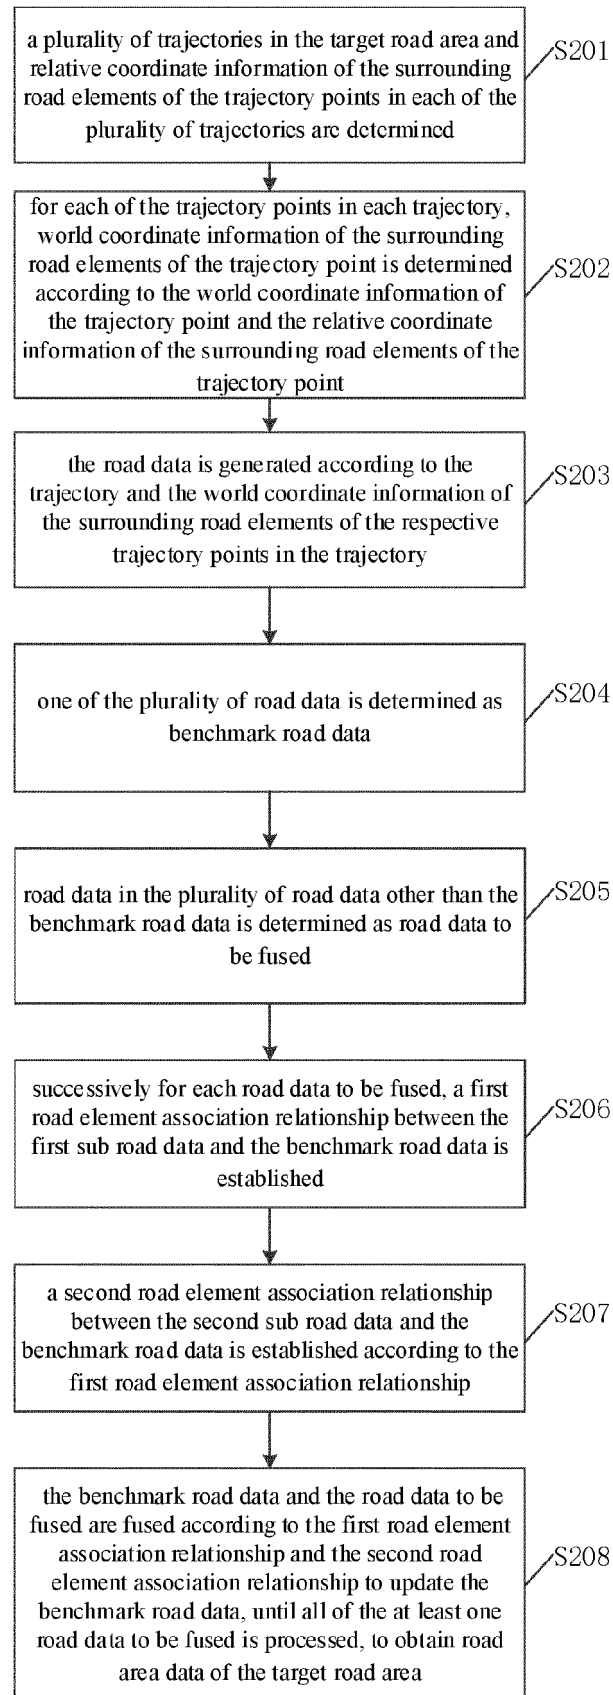 a plurality of trajectories in the target road area and
relative coordinate information of the surrounding
road elements of the trajectory points in each of the
plurality of trajectories are determined
S201
for each of the trajectory points in each trajectory,
world coordinate information of the surrounding
road elements of the trajectory point is determined
according to the world coordinate information of
the trajectory point and the relative coordinate
information of the surrounding road elements of the
trajectory point
S202
the road data is generated according to the
trajectory and the world coordinate information of
the surrounding road elements of the respective
trajectory points in the trajectory
S203
one of the plurality of road data is determined as
benchmark road data
S204
road data in the plurality of road data other than the
benchmark road data is determined as road data to
be fused
S205
successively for each road data to be fused, a first
road element association relationship between the
first sub road data and the benchmark road data is
established
S206
a second road element association relationship
between the second sub road data and the
benchmark road data is established according to the
first road element association relationship
S207
the benchmark road data and the road data to be
fused are fused according to the first road element
association relationship and the second road
element association relationship to update the
benchmark road data, until all of the at least one
road data to be fused is processed, to obtain road
area data of the target road area
S208